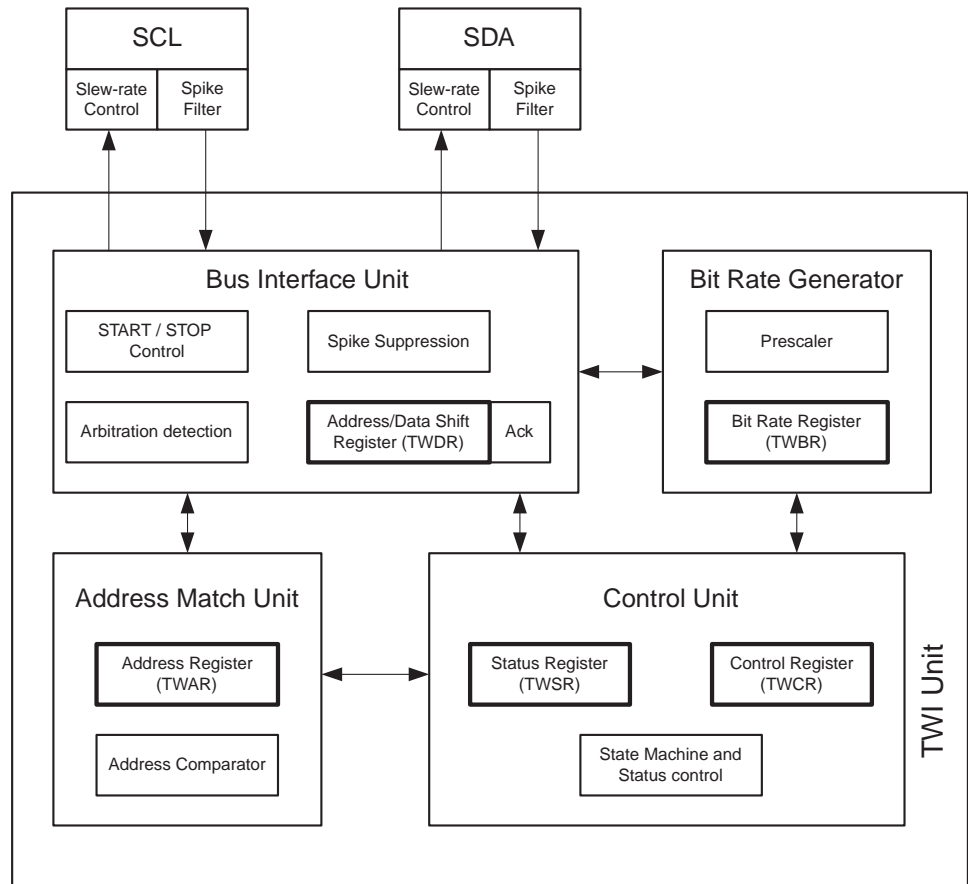 SCL
Slew-rate
Control
Spike
Filter
SDA
Slew-rate
Control
Spike
Filter
Bus Interface Unit
START / STOP
Control
Spike Suppression
Arbitration detection
Address/Data Shift
Register (TWDR)
Ack
Bit Rate Generator
Prescaler
Bit Rate Register
(TWBR)
Address Match Unit
Address Register
(TWAR)
Address Comparator
Control Unit
Status Register
(TWSR)
Control Register
(TWCR)
State Machine and
Status control
TWI Unit